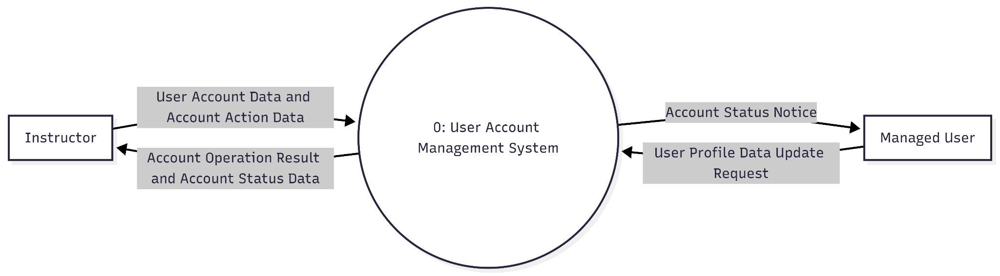 Instructor
User Account Data and
Account Action Data
Account Operation Result
and Account Status Data
0: User Account
Management System
Account Status Notice
User Profile Data Update
Request
Managed User